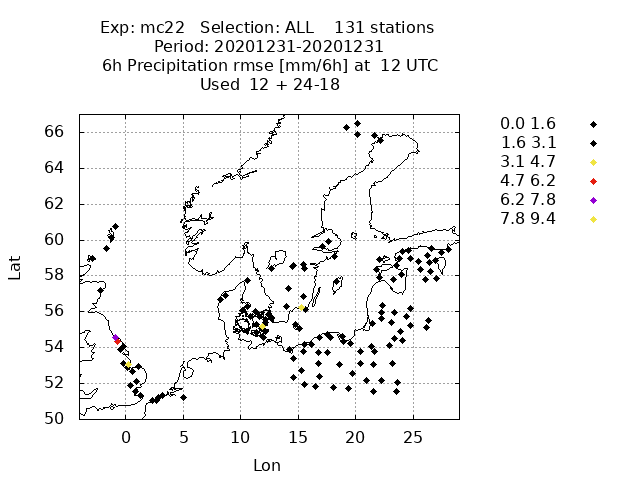 Exp: mc22 Selection: ALL 131 stations
Period: 20201231-20201231
6h Precipitation rmse [mm/6h] at 12 UTC
Used 12 + 24-18
66
64
62
60
58
56
54
52
50
Lat
0 5 10 15 20 25
Lon
0.0 1.6
1.6 3.1
3.1 4.7
4.7 6.2
6.2 7.8
7.8 9.4